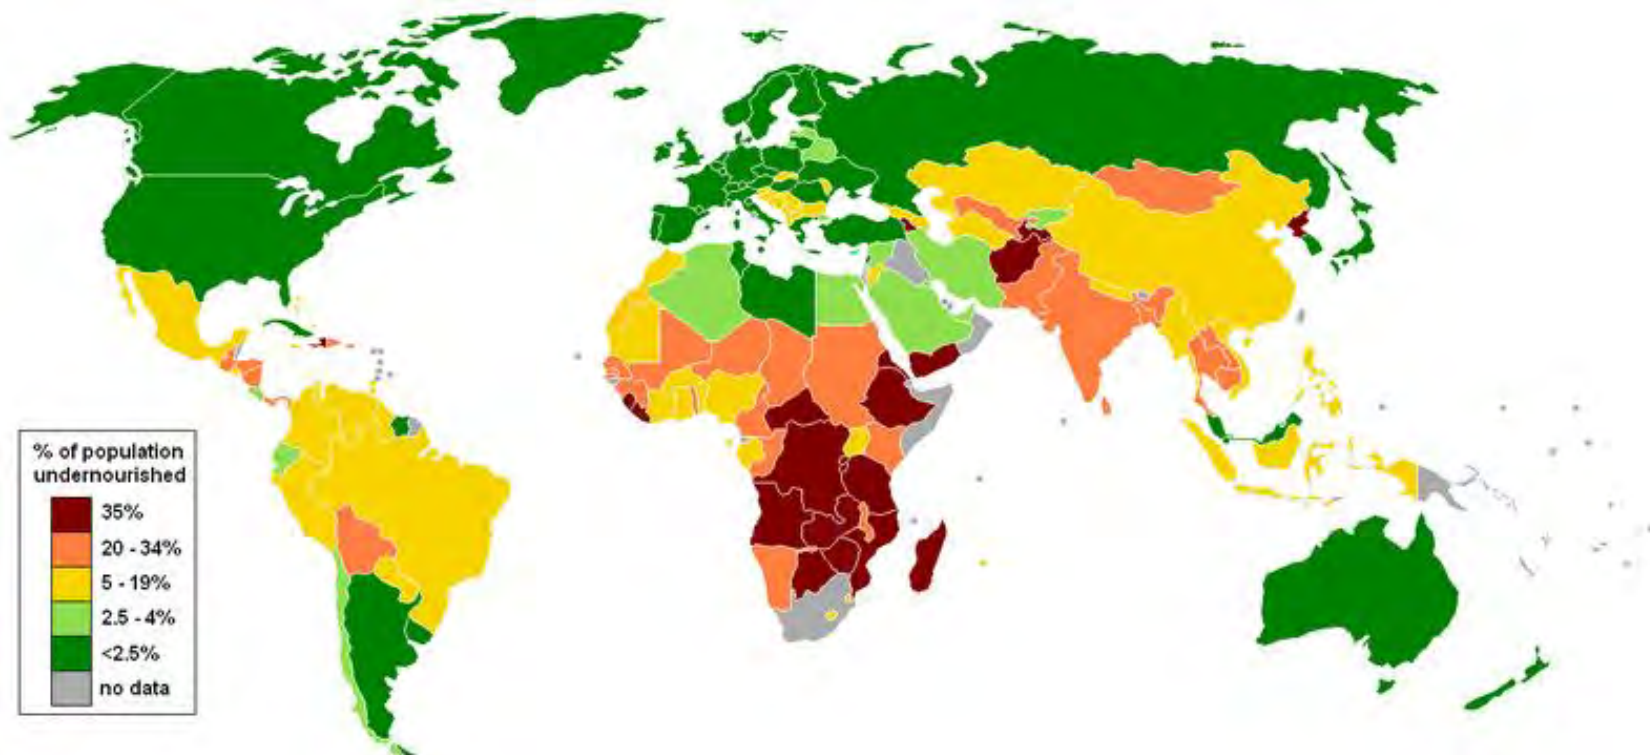 % of population
undernourished
35%
20 - 34%
5 - 19%
2.5 - 4%
<2.5%
no data